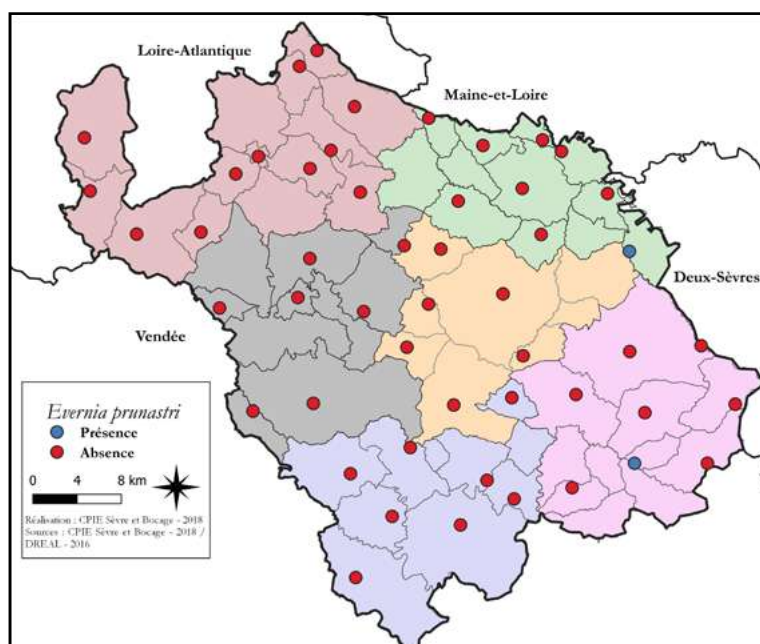 Loire-Atlantique
Maine-et-Loire
Deux-Sèvres
Vendée
Evernia prunastri
Présence
Absence
0 4 8 km
Réalisation : CPIE Sèvre et Bocage - 2018
Sources : CPIE Sèvre et Bocage - 2018 /
DREAL - 2016